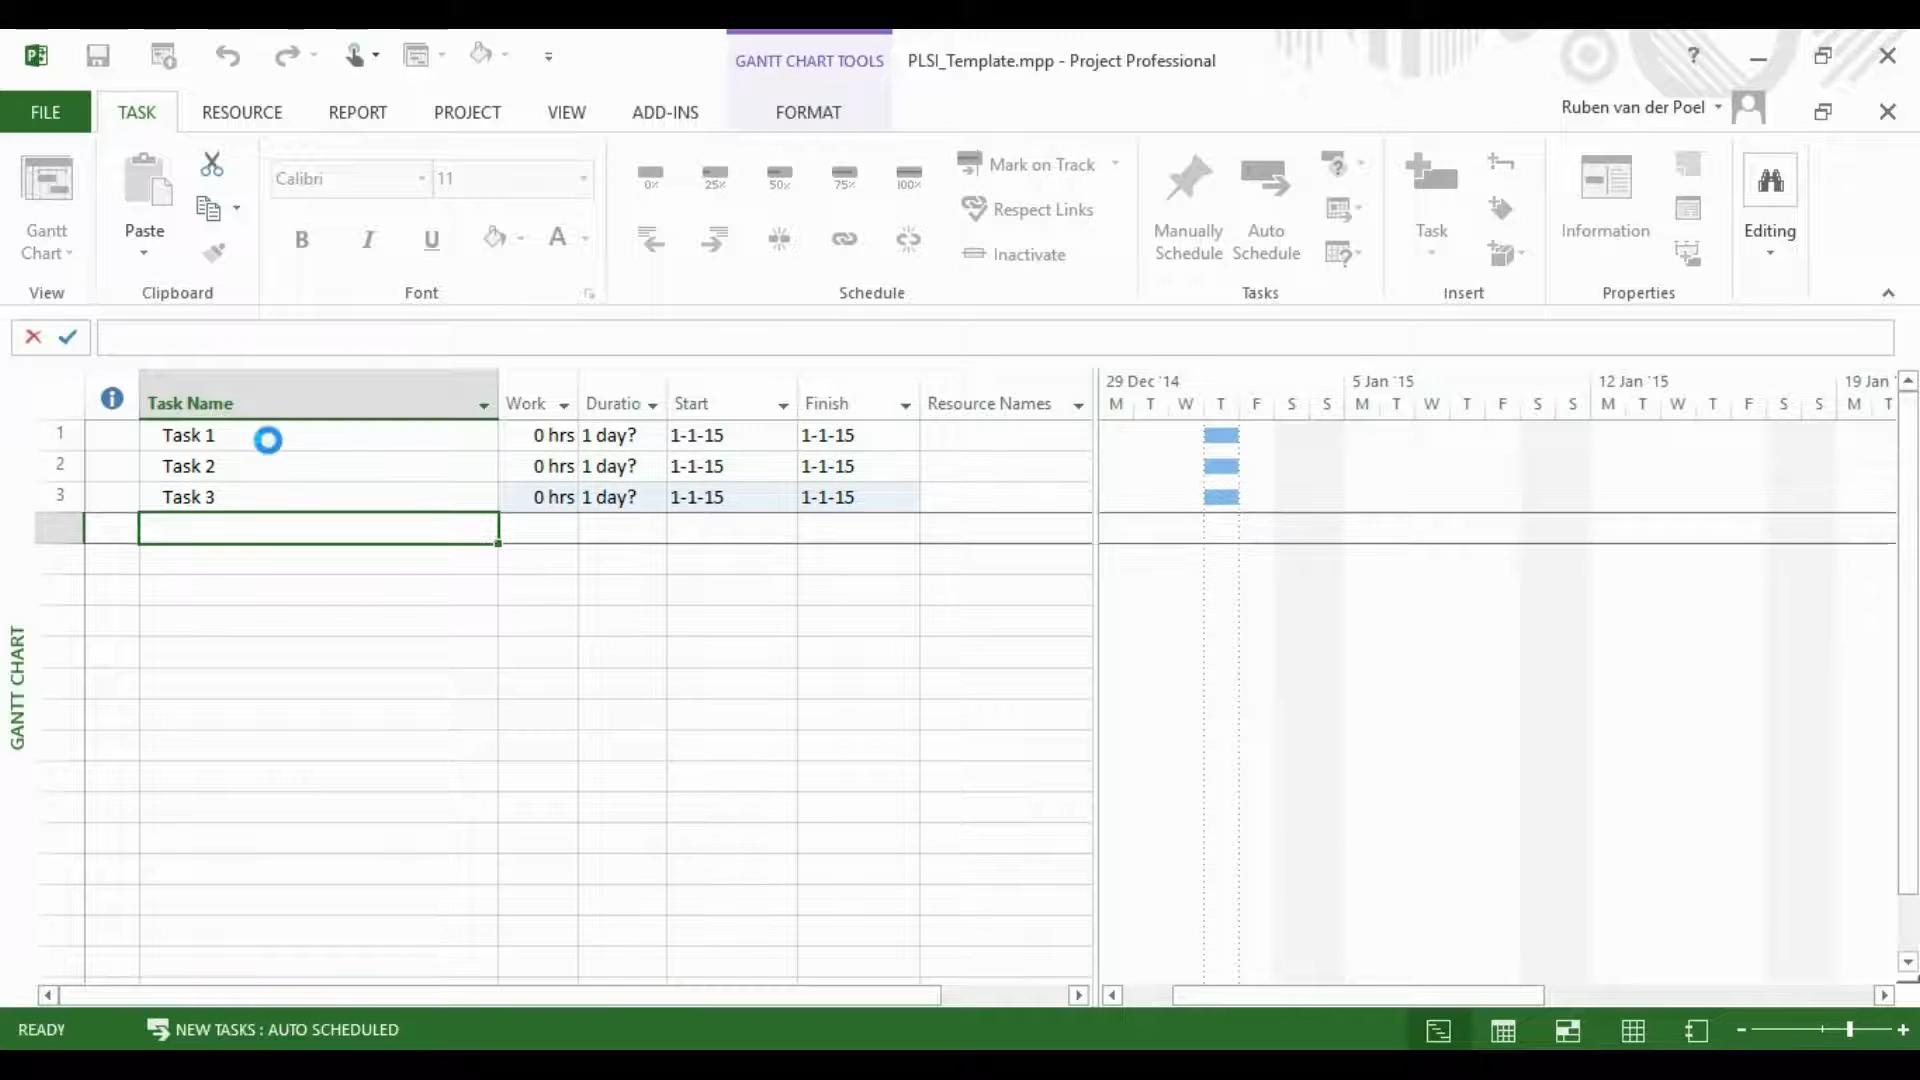 GANTT CHART TOOLS
PLSI_Template.mpp - Project Professional
?
FILE
TASK
RESOURCE
REPORT
PROJECT
VIEW
ADD-INS
FORMAT
Ruben van der Poel
Gantt
Chart
View
Paste
Clipboard
Calibri
11
B
I
U
A
Font
0%
25%
50%
75%
100%
Mark on Track
Respect Links
Inactivate
Schedule
Manually
Schedule
Auto
Schedule
Tasks
Task
Insert
Information
Properties
Editing
Task Name
Work
Duratio
Start
Finish
Resource Names
29 Dec '14
5 Jan '15
12 Jan '15
19 Jan '
M T W T F S S M T W T F S S M T W T F S S M T
1 Task 1 0 hrs 1 day? 1-1-15 1-1-15
2 Task 2 0 hrs 1 day? 1-1-15 1-1-15
3 Task 3 0 hrs 1 day? 1-1-15 1-1-15
GANTT CHART
READY
NEW TASKS : AUTO SCHEDULED